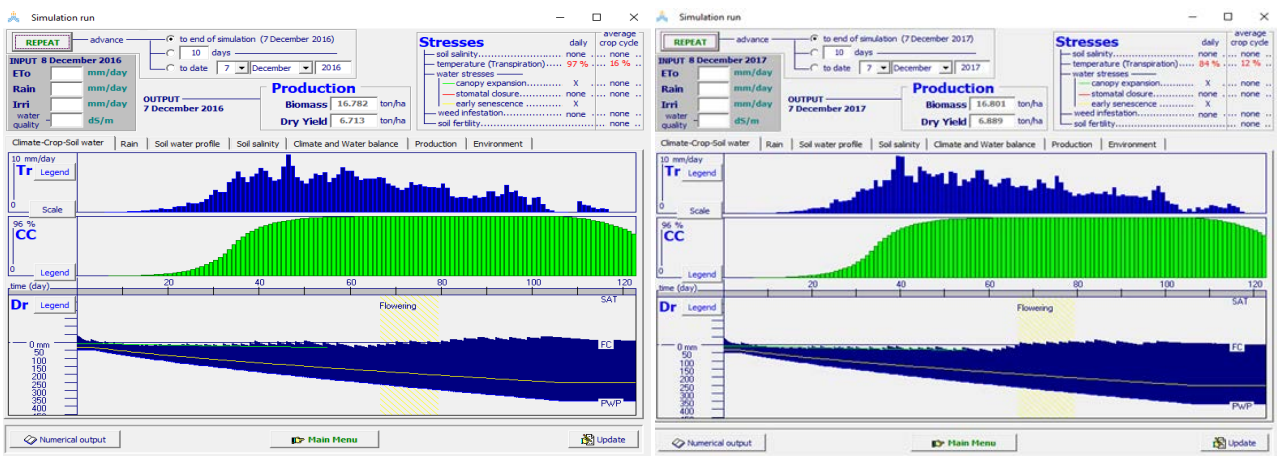 Simulation run
REPEAT
advance
to end of simulation (7 December 2016)
10 days
to date 7 December 2016
INPUT 8 December 2016
ETo mm/day
Rain mm/day
Irri mm/day
water quality dS/m
OUTPUT
7 December 2016
Production
Biomass 16.782 ton/ha
Dry Yield 6.713 ton/ha
Stresses daily average crop cycle
soil salinity none none
temperature (Transpiration) 97 % 16 %
water stresses
canopy expansion X none
stomatal closure none none
early senescence X
weed infestation none none
soil fertility none
Climate-Crop-Soil water Rain Soil water profile Soil salinity Climate and Water balance Production Environment
10 mm/day
Tr Legend
0
Scale
96 %
CC
0 Legend
time (day) 20 40 60 80 100 120
Dr Legend
Flowering
SAT
0 mm
FC
50
100
150
200
250
300
350
400
PWP
Numerical output Main Menu Update
Simulation run
REPEAT
advance
to end of simulation (7 December 2017)
10 days
to date 7 December 2017
INPUT 8 December 2017
ETo mm/day
Rain mm/day
Irri mm/day
water quality dS/m
OUTPUT
7 December 2017
Production
Biomass 16.801 ton/ha
Dry Yield 6.889 ton/ha
Stresses daily average crop cycle
soil salinity none none
temperature (Transpiration) 84 % 12 %
water stresses
canopy expansion X none
stomatal closure none none
early senescence X
weed infestation none none
soil fertility none
Climate-Crop-Soil water Rain Soil water profile Soil salinity Climate and Water balance Production Environment
10 mm/day
Tr Legend
0
Scale
96 %
CC
0 Legend
time (day) 20 40 60 80 100 120
Dr Legend
Flowering
SAT
0 mm
FC
50
100
150
200
250
300
350
400
PWP
Numerical output Main Menu Update